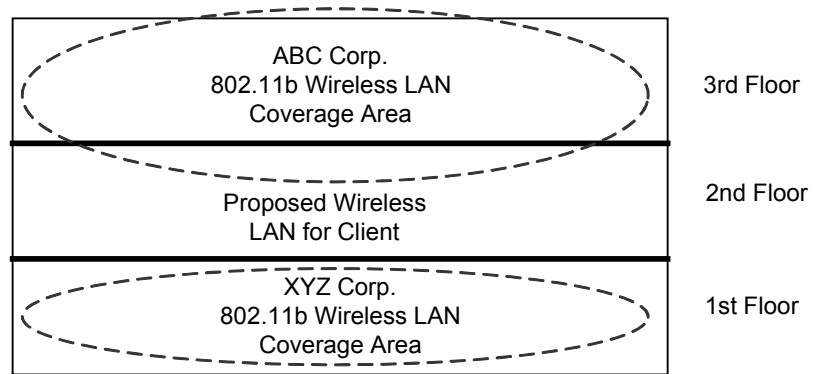 ABC Corp.
802.11b Wireless LAN
Coverage Area
3rd Floor
Proposed Wireless
LAN for Client
2nd Floor
XYZ Corp.
802.11b Wireless LAN
Coverage Area
1st Floor